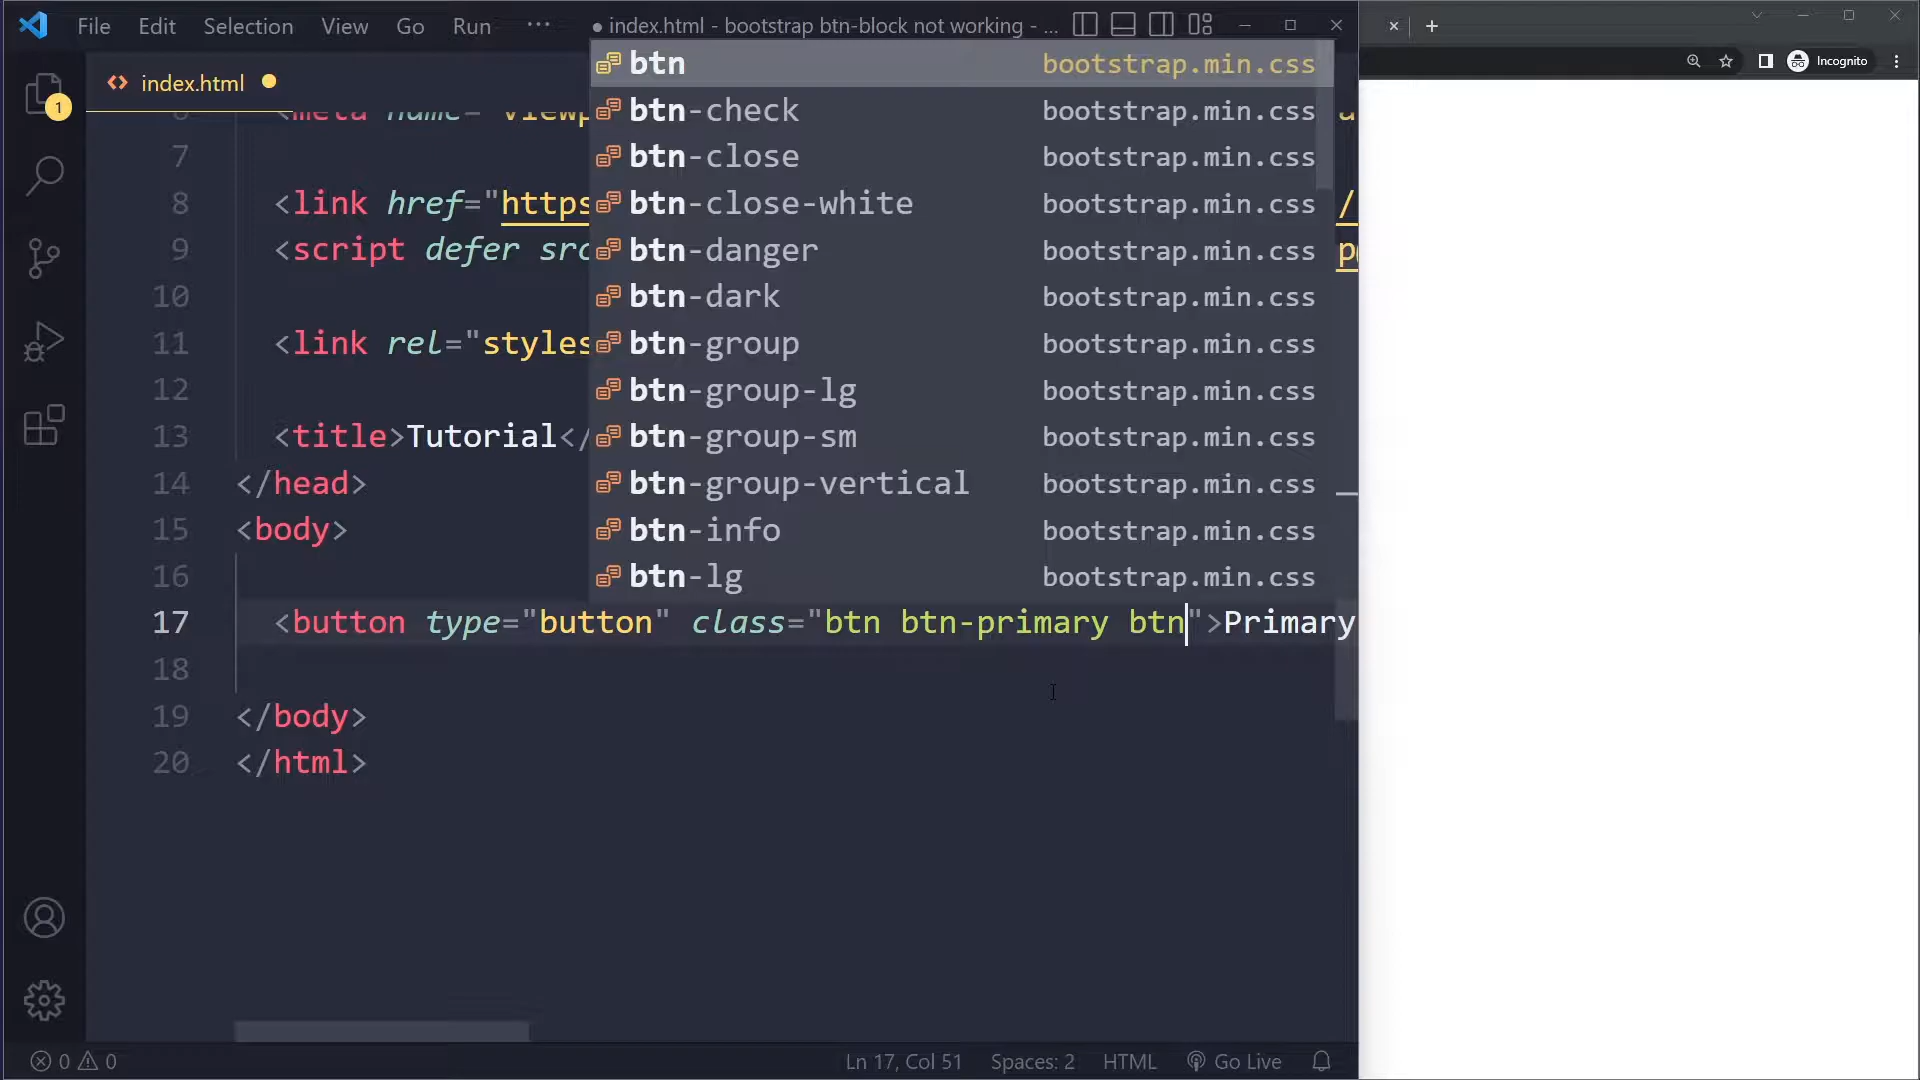 File Edit Selection View Go Run ··· ● index.html - bootstrap btn-block not working - ...
Incognito
1
<> index.html
7
8 <link href="https
9 <script defer src
10
11 <link rel="styles
12
13 <title>Tutorial</
14 </head>
15 <body>
16
17 <button type="button" class="btn btn-primary btn">Primary
18
19 </body>
20 </html>
btn bootstrap.min.css
btn-check bootstrap.min.css
btn-close bootstrap.min.css
btn-close-white bootstrap.min.css
btn-danger bootstrap.min.css
btn-dark bootstrap.min.css
btn-group bootstrap.min.css
btn-group-lg bootstrap.min.css
btn-group-sm bootstrap.min.css
btn-group-vertical bootstrap.min.css
btn-info bootstrap.min.css
btn-lg bootstrap.min.css
0 0 Ln 17, Col 51 Spaces: 2 HTML Go Live